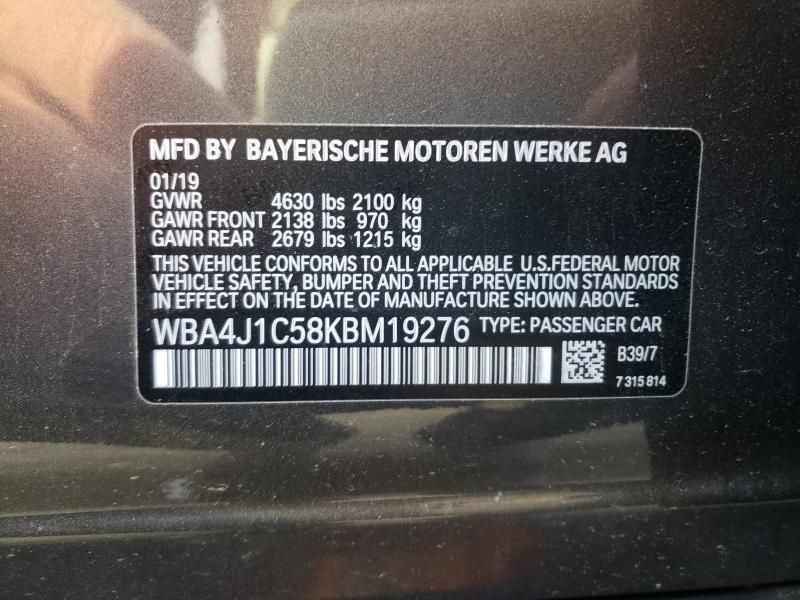 MFD BY BAYERISCHE MOTOREN WERKE AG
01/19
GVWR 4630 lbs 2100 kg
GAWR FRONT 2138 lbs 970 kg
GAWR REAR 2679 lbs 1215 kg
THIS VEHICLE CONFORMS TO ALL APPLICABLE U.S.FEDERAL MOTOR
VEHICLE SAFETY, BUMPER AND THEFT PREVENTION STANDARDS
IN EFFECT ON THE DATE OF MANUFACTURE SHOWN ABOVE.
WBA4J1C58KBM19276 TYPE: PASSENGER CAR
B39/7
7 315 814